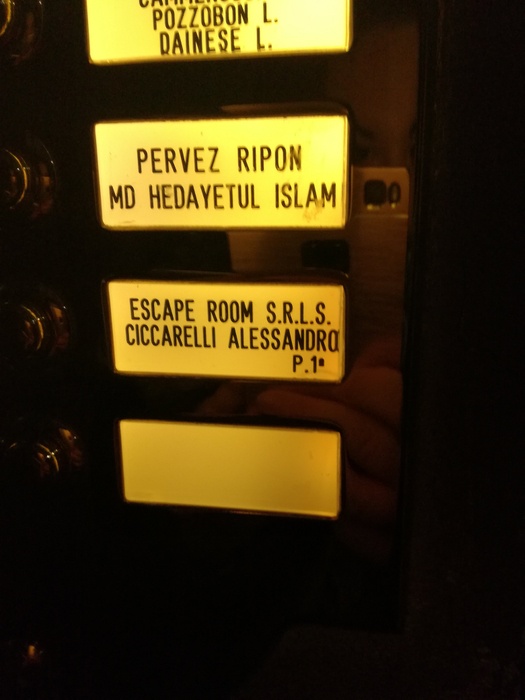 POZZOBON L.
DAINESE L.
PERVEZ RIPON
MD HEDAYETUL ISLAM
ESCAPE ROOM S.R.L.S.
CICCARELLI ALESSANDRO
P.1°